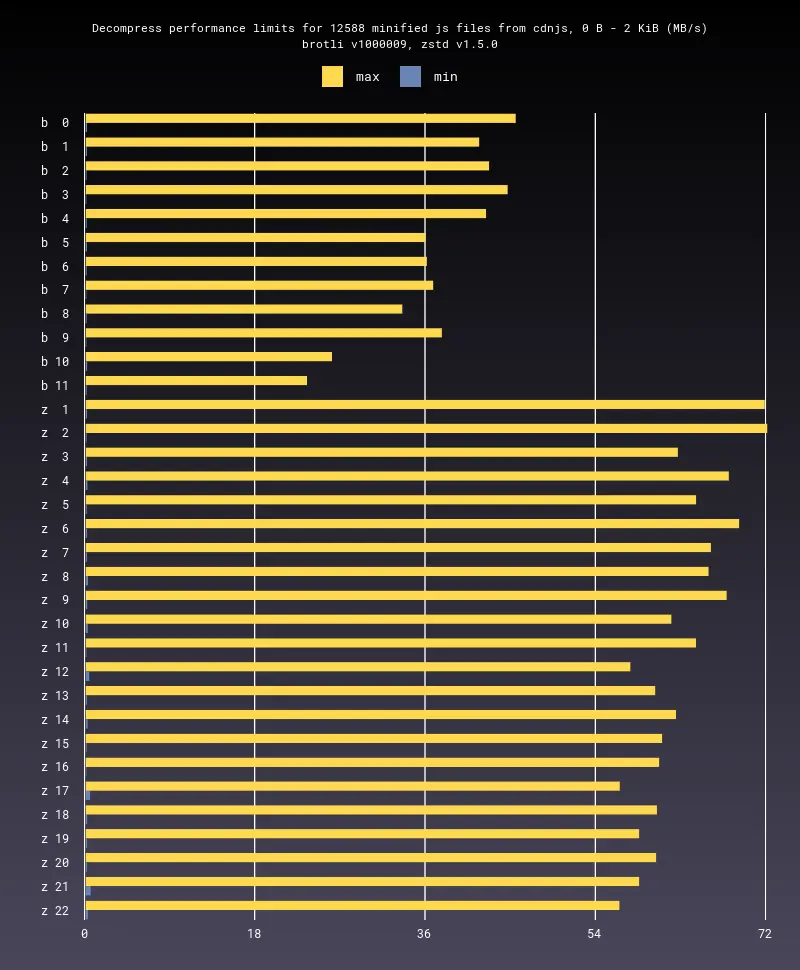 Decompress performance limits for 12588 minified js files from cdnjs, 0 B - 2 KiB (MB/s)
brotli v1000009, zstd v1.5.0
max min
b 0
b 1
b 2
b 3
b 4
b 5
b 6
b 7
b 8
b 9
b 10
b 11
z 1
z 2
z 3
z 4
z 5
z 6
z 7
z 8
z 9
z 10
z 11
z 12
z 13
z 14
z 15
z 16
z 17
z 18
z 19
z 20
z 21
z 22
0 18 36 54 72